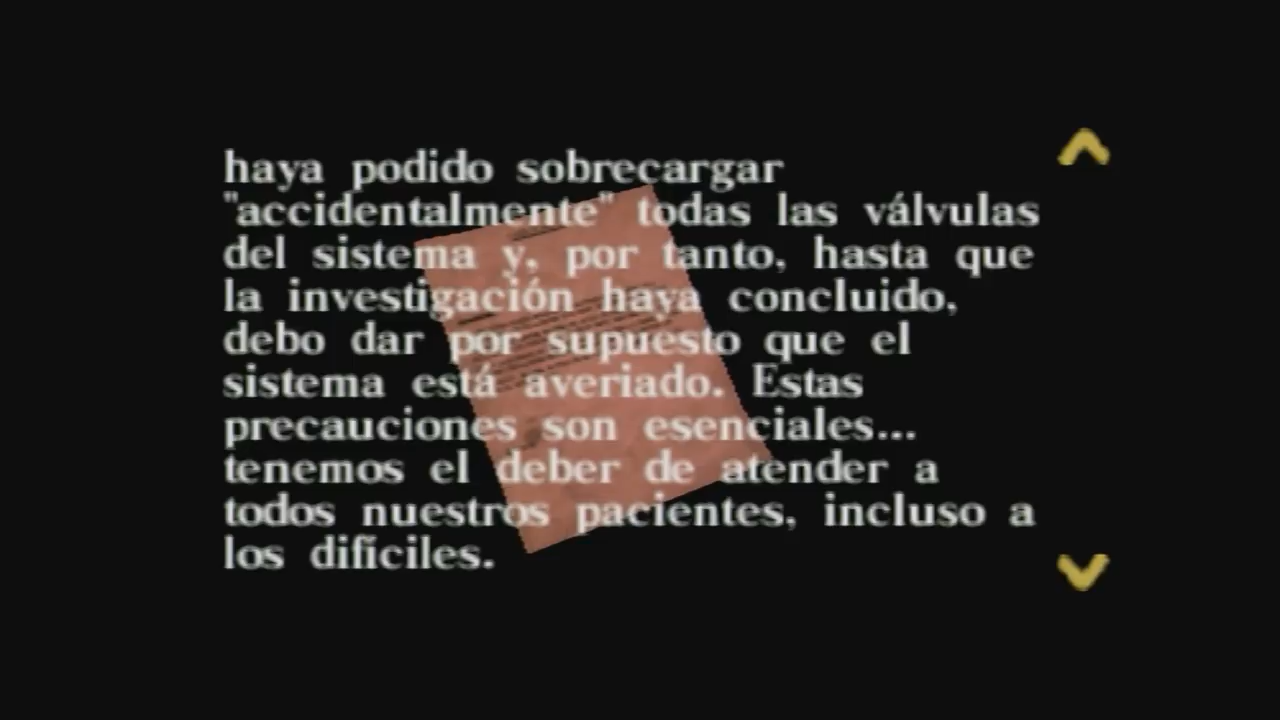 haya podido sobrecargar
"accidentalmente" todas las válvulas
del sistema y, por tanto, hasta que
la investigación haya concluido,
debo dar por supuesto que el
sistema está averiado. Estas
precauciones son esenciales...
tenemos el deber de atender a
todos nuestros pacientes, incluso a
los difíciles.